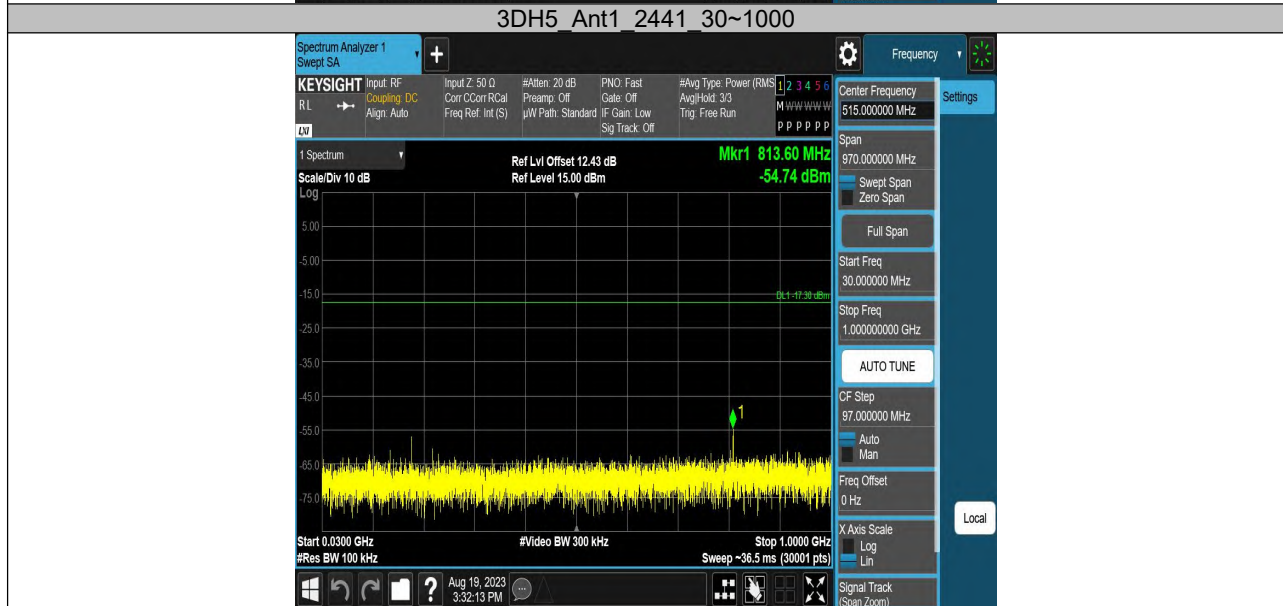 3DH5_Ant1_2441_30~1000
Spectrum Analyzer 1
Swept SA
+
Frequency
KEYSIGHT
RL
LXI
Input: RF
Coupling: DC
Align: Auto
Input Z: 50 Ω
Corr CCorr RCal
Freq Ref: Int (S)
#Atten: 20 dB
Preamp: Off
µW Path: Standard
PNO: Fast
Gate: Off
IF Gain: Low
Sig Track: Off
#Avg Type: Power (RMS
Avg|Hold: 3/3
Trig: Free Run
1 2 3 4 5 6
M W W W W W
P P P P P P
Center Frequency
515.000000 MHz
Settings
1 Spectrum
Scale/Div 10 dB
Ref Lvl Offset 12.43 dB
Ref Level 15.00 dBm
Mkr1 813.60 MHz
-54.74 dBm
Span
970.000000 MHz
Swept Span
Zero Span
Full Span
Start Freq
30.000000 MHz
Stop Freq
1.000000000 GHz
AUTO TUNE
CF Step
97.000000 MHz
Auto
Man
Freq Offset
0 Hz
X Axis Scale
Log
Lin
Signal Track
(Span Zoom)
Local
Log
5.00
-5.00
-15.0
-25.0
-35.0
-45.0
-55.0
-65.0
-75.0
DL1 -17.30 dBm
1
Start 0.0300 GHz
#Res BW 100 kHz
#Video BW 300 kHz
Stop 1.0000 GHz
Sweep ~36.5 ms (30001 pts)
?
Aug 19, 2023
3:32:13 PM